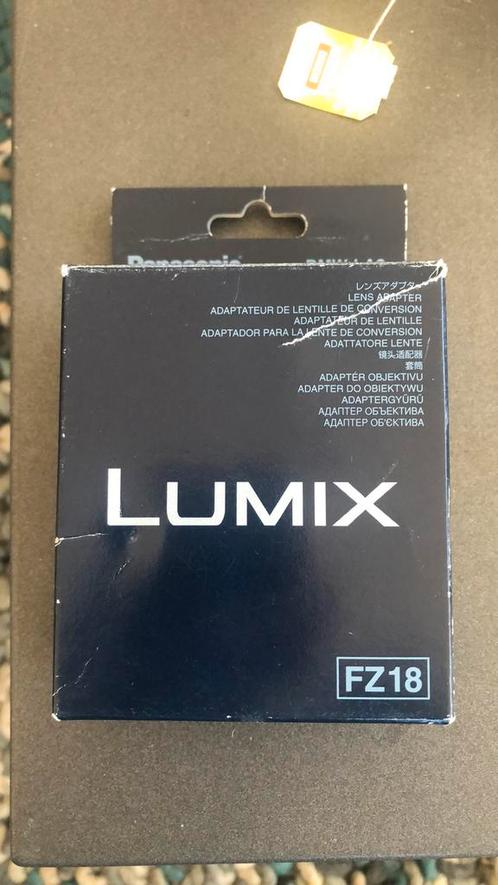 Panasonic
レンズアダプター
LENS ADAPTER
ADAPTATEUR DE LENTILLE DE CONVERSION
ADAPTATEUR DE LENTILLE
ADAPTADOR PARA LA LENTE DE CONVERSION
ADATTATORE LENTE
镜头适配器
套筒
ADAPTÉR OBJEKTIVU
ADAPTER DO OBIEKTYWU
ADAPTERGYŰRŰ
АДАПТЕР ОБЪЕКТИВА
АДАПТЕР ОБ'ЄКТИВА
LUMIX
FZ18